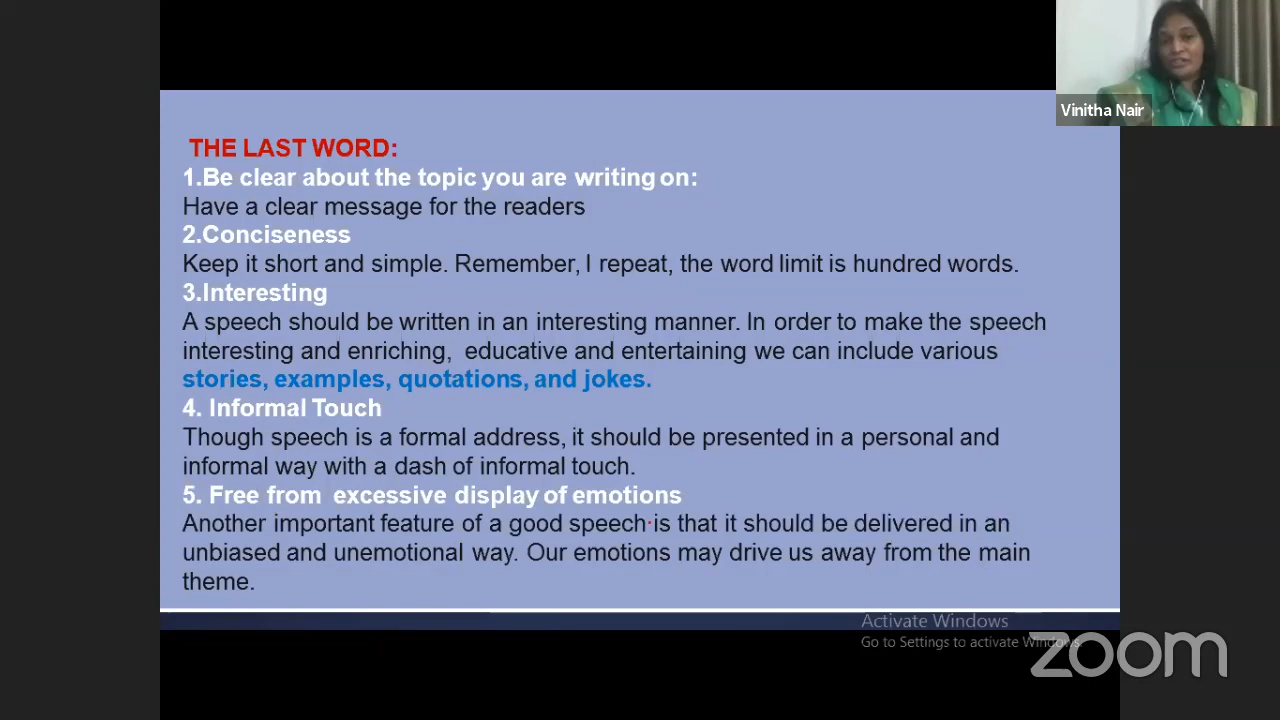 Vinitha Nair
THE LAST WORD:
1.Be clear about the topic you are writing on:
Have a clear message for the readers
2.Conciseness
Keep it short and simple. Remember, I repeat, the word limit is hundred words.
3.Interesting
A speech should be written in an interesting manner. In order to make the speech
interesting and enriching, educative and entertaining we can include various
stories, examples, quotations, and jokes.
4. Informal Touch
Though speech is a formal address, it should be presented in a personal and
informal way with a dash of informal touch.
5. Free from excessive display of emotions
Another important feature of a good speech is that it should be delivered in an
unbiased and unemotional way. Our emotions may drive us away from the main
theme.
Activate Windows
Go to Settings to activate Windows.
zoom